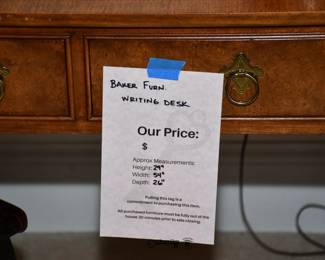 BAKER FURN.
WRITING DESK
Our Price:
$
Approx Measurements:
Height: 29"
Width: 54"
Depth: 26"
Pulling this tag is a
commitment to purchasing this item.
All purchased furniture must be fully out of the
house 30 minutes prior to sale closing.